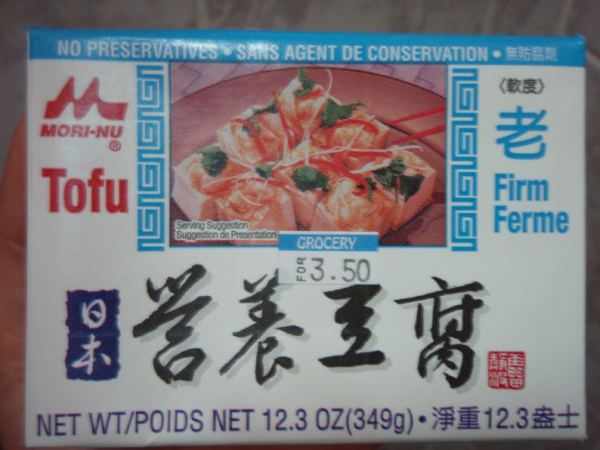 NO PRESERVATIVES • SANS AGENT DE CONSERVATION • 無防腐劑
MORI-NU®
Tofu
〈軟度〉
老
Firm
Ferme
Serving Suggestion
Suggestion de Presentation
GROCERY
FOR 3.50
日本
営養豆腐
NET WT/POIDS NET 12.3 OZ(349g) • 淨重12.3盎士